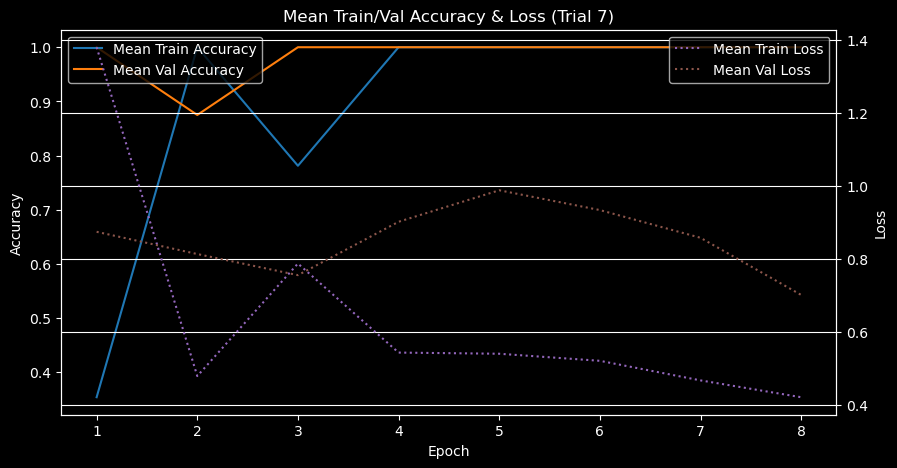 Mean Train/Val Accuracy & Loss (Trial 7)
Mean Train Accuracy
Mean Val Accuracy
Mean Train Loss
Mean Val Loss
1.0
0.9
0.8
0.7
0.6
0.5
0.4
Accuracy
1.4
1.2
1.0
0.8
0.6
0.4
Loss
1 2 3 4 5 6 7 8
Epoch